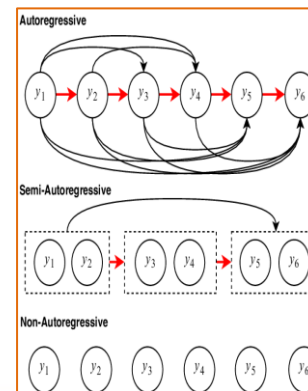 Autoregressive
y1 y2 y3 y4 y5 y6
Semi-Autoregressive
y1 y2 y3 y4 y5 y6
Non-Autoregressive
y1 y2 y3 y4 y5 y4